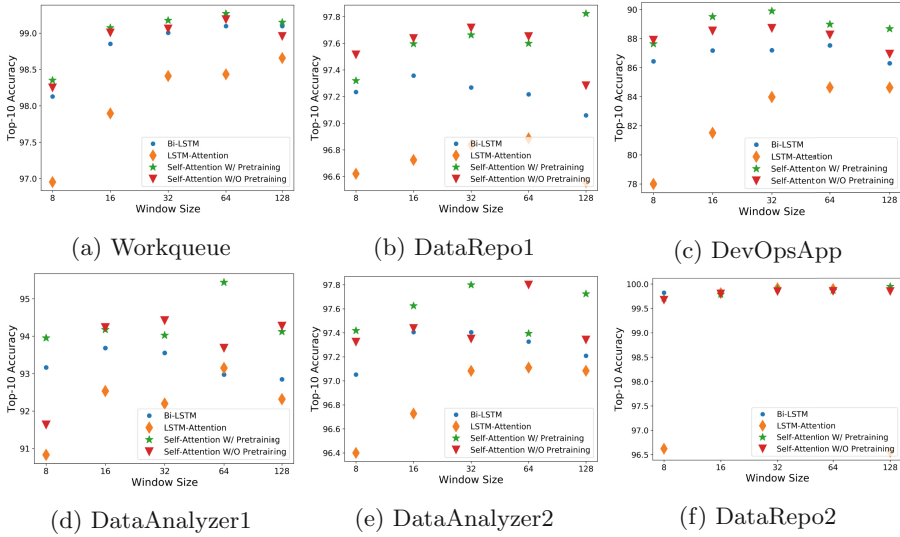 Top-10 Accuracy
99.0
98.5
98.0
97.5
97.0
Bi-LSTM
LSTM-Attention
Self-Attention W/ Pretraining
Self-Attention W/O Pretraining
8 16 32 64 128
Window Size
(a) Workqueue
Top-10 Accuracy
97.8
97.6
97.4
97.2
97.0
96.8
96.6
Bi-LSTM
LSTM-Attention
Self-Attention W/ Pretraining
Self-Attention W/O Pretraining
8 16 32 64 128
Window Size
(b) DataRepo1
Top-10 Accuracy
90
88
86
84
82
80
78
Bi-LSTM
LSTM-Attention
Self-Attenton W/ Pretraining
Self-Attenton W/O Pretraining
8 16 32 64 128
Window Size
(c) DevOpsApp
Top-10 Accuracy
95
94
93
92
91
Bi-LSTM
LSTM-Attention
Self-Attention W/ Pretraining
Self-Attention W/O Pretraining
8 16 32 64 128
Window Size
(d) DataAnalyzer1
Top-10 Accuracy
97.8
97.6
97.4
97.2
97.0
96.8
96.6
96.4
Bi-LSTM
LSTM-Attention
Self-Attention W/ Pretraining
Self-Attention W/O Pretraining
8 16 32 64 128
Window Size
(e) DataAnalyzer2
Top-10 Accuracy
100.0
99.5
99.0
98.5
98.0
97.5
97.0
96.5
Bi-LSTM
LSTM-Attention
Self-Attention W/ Pretraining
Self-Attention W/O Pretraining
8 16 32 64 128
Window Size
(f) DataRepo2